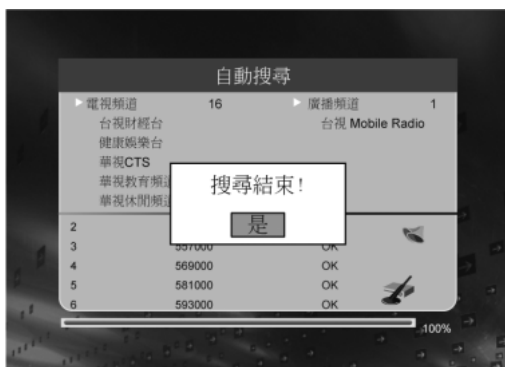 自動搜尋
電視頻道 16 廣播頻道 1
台視財經台 台視 Mobile Radio
健康娛樂台
華視CTS
華視教育頻道
華視休閒頻道
搜尋結束!
是
2
3 557000 OK
4 569000 OK
5 581000 OK
6 593000 OK
100%